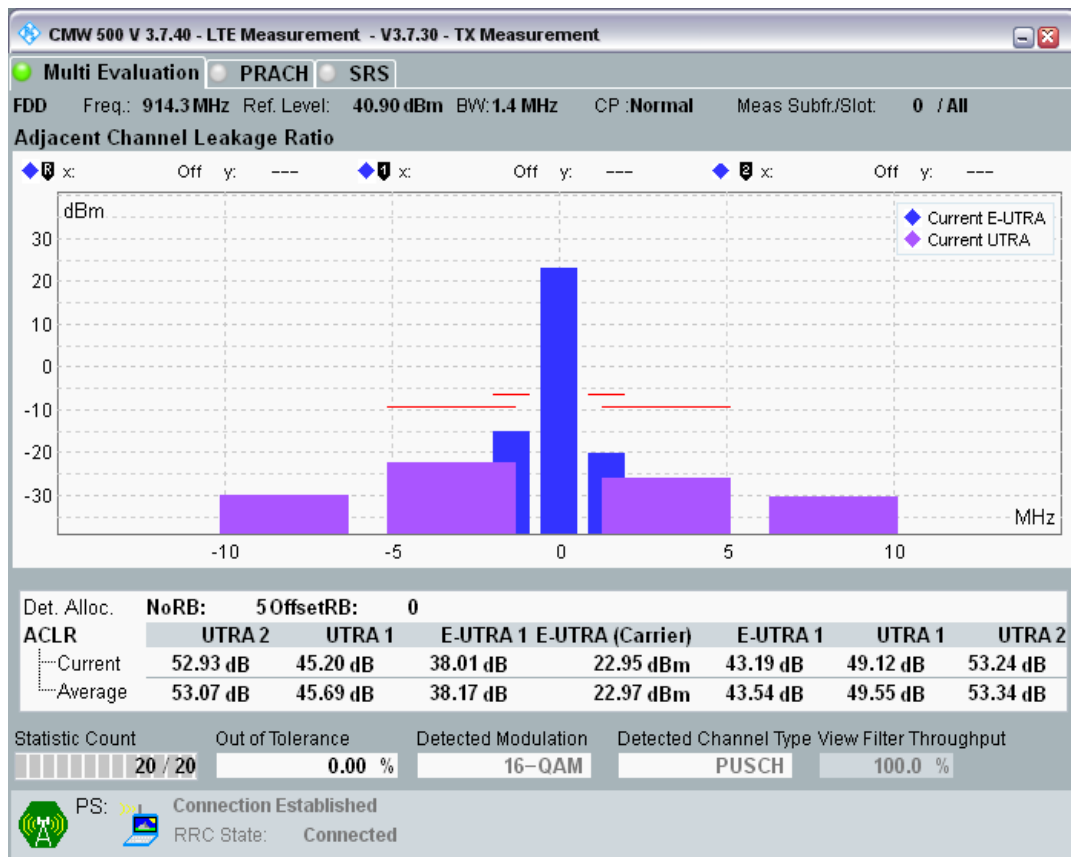 CMW 500 V 3.7.40 - LTE Measurement - V3.7.30 - TX Measurement
Multi Evaluation PRACH SRS
FDD Freq.: 914.3 MHz Ref. Level: 40.90 dBm BW: 1.4 MHz CP :Normal Meas Subfr./Slot: 0 / All
Adjacent Channel Leakage Ratio
R x: Off y: --- 1 x: Off y: --- 2 x: Off y: ---
dBm
Current E-UTRA
Current UTRA
30
20
10
0
-10
-20
-30
MHz
-10 -5 0 5 10
Det. Alloc. NoRB: 5 OffsetRB: 0
ACLR UTRA 2 UTRA 1 E-UTRA 1 E-UTRA (Carrier) E-UTRA 1 UTRA 1 UTRA 2
Current 52.93 dB 45.20 dB 38.01 dB 22.95 dBm 43.19 dB 49.12 dB 53.24 dB
Average 53.07 dB 45.69 dB 38.17 dB 22.97 dBm 43.54 dB 49.55 dB 53.34 dB
Statistic Count Out of Tolerance Detected Modulation Detected Channel Type View Filter Throughput
20 / 20 0.00 % 16-QAM PUSCH 100.0 %
PS: Connection Established
RRC State: Connected